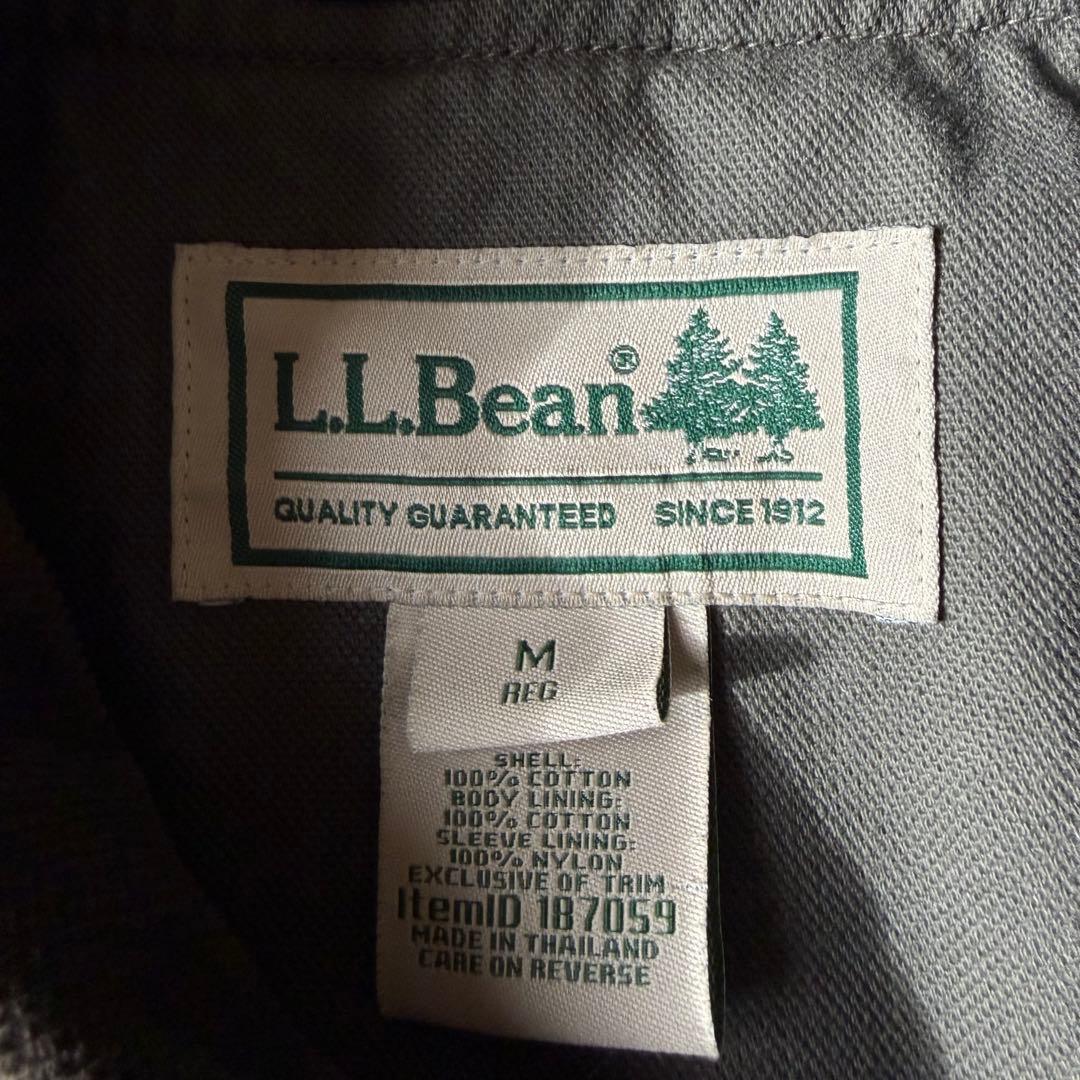 L.L.Bean®
QUALITY GUARANTEED SINCE 1912
M
REG
SHELL:
100% COTTON
BODY LINING:
100% COTTON
SLEEVE LINING:
100% NYLON
EXCLUSIVE OF TRIM
ItemID 187059
MADE IN THAILAND
CARE ON REVERSE